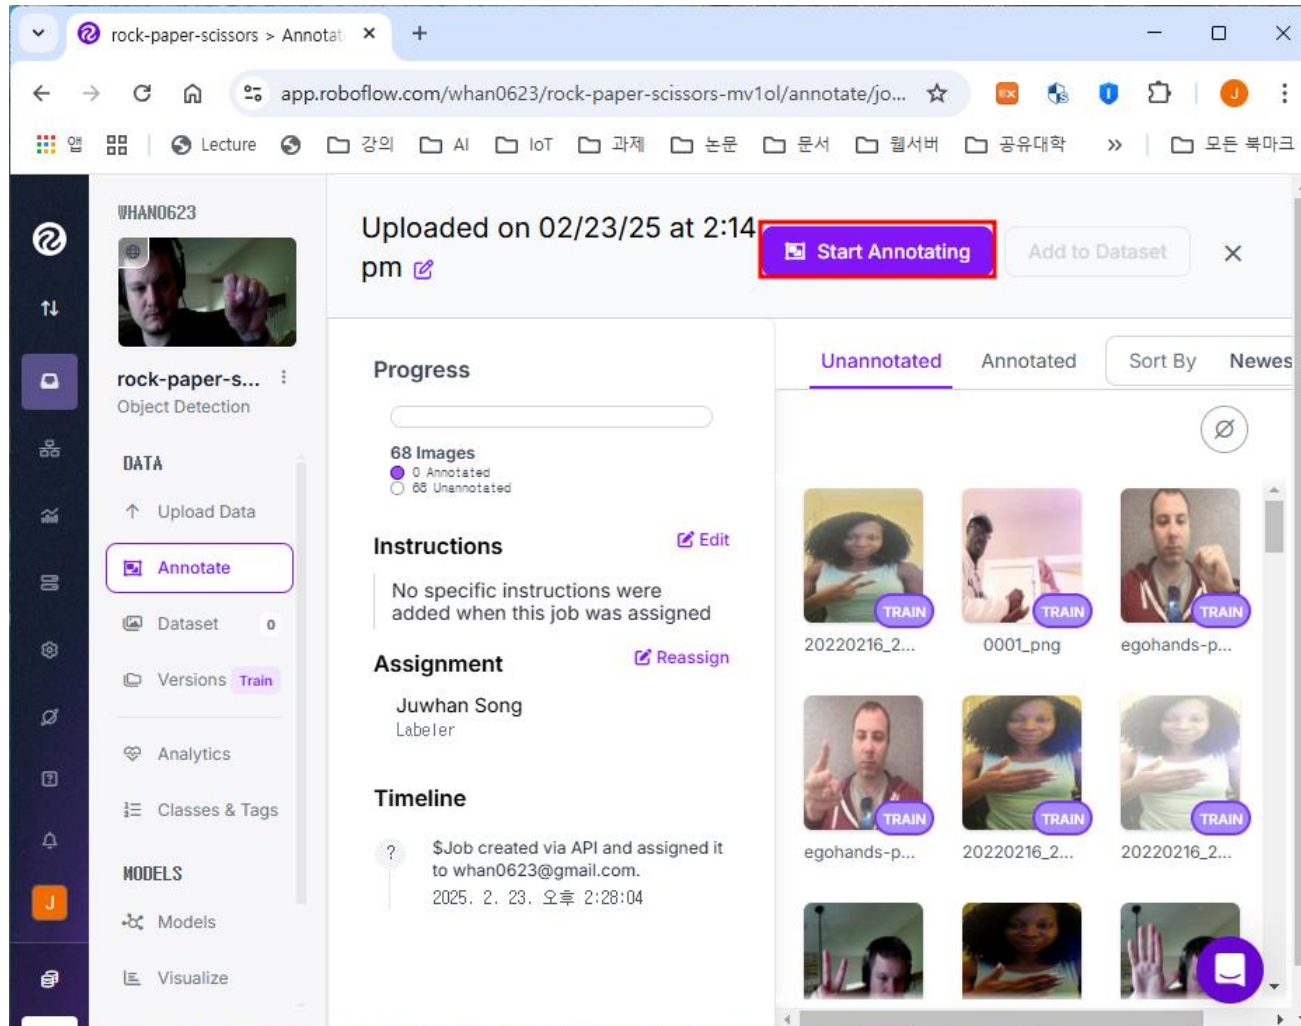 rock-paper-scissors > Annotat
app.roboflow.com/whan0623/rock-paper-scissors-mv1ol/annotate/jo...
J
앱
Lecture
강의
AI
IoT
과제
논문
문서
웹서버
공유대학
»
모든 북마크
WHAN0623
rock-paper-s...
Object Detection
DATA
Upload Data
Annotate
Dataset 0
Versions Train
Analytics
Classes & Tags
MODELS
Models
Visualize
J
Uploaded on 02/23/25 at 2:14
pm
Start Annotating
Add to Dataset
Progress
68 Images
0 Annotated
68 Unannotated
Instructions
Edit
No specific instructions were
added when this job was assigned
Assignment
Reassign
Juwhan Song
Labeler
Timeline
?
$Job created via API and assigned it
to whan0623@gmail.com.
2025. 2. 23. 오후 2:28:04
Unannotated
Annotated
Sort By
Newes
TRAIN
TRAIN
TRAIN
20220216_2...
0001_png
egohands-p...
TRAIN
TRAIN
TRAIN
egohands-p...
20220216_2...
20220216_2...